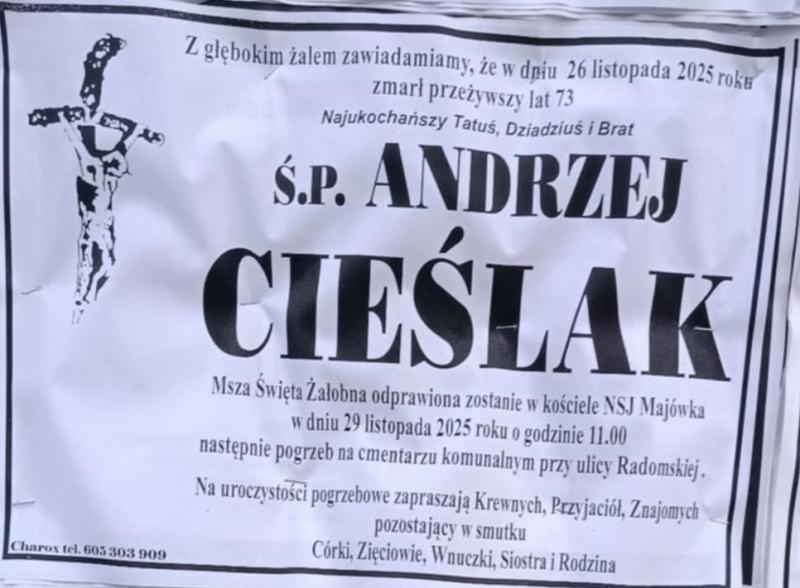 Z głębokim żalem zawiadamiamy, że w dniu 26 listopada 2025 roku
zmarł przeżywszy lat 73
Najukochańszy Tatuś, Dziadziuś i Brat
Ś.P. ANDRZEJ
CIEŚLAK
Msza Święta Żałobna odprawiona zostanie w kościele NSJ Majówka
w dniu 29 listopada 2025 roku o godzinie 11.00
następnie pogrzeb na cmentarzu komunalnym przy ulicy Radomskiej.
Na uroczystości pogrzebowe zapraszają Krewnych, Przyjaciół, Znajomych
pozostający w smutku
Córki, Zięciowie, Wnuczki, Siostra i Rodzina
Charox tel. 605 303 909